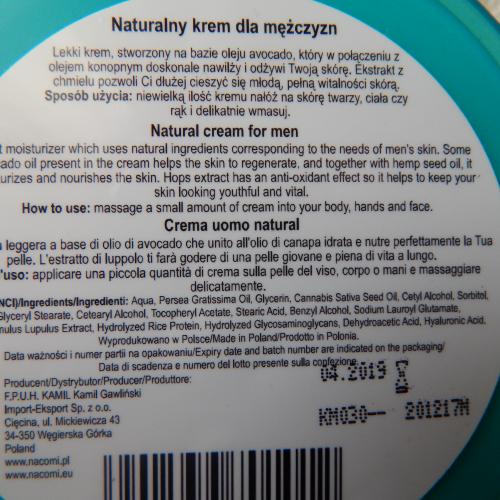 Naturalny krem dla mężczyzn
Lekki krem, stworzony na bazie oleju avocado, który w połączeniu z
olejem konopnym doskonale nawilży i odżywi Twoją skórę. Ekstrakt z
chmielu pozwoli Ci dłużej cieszyć się młodą, pełną witalności skórą.
Sposób użycia: niewielką ilość kremu nałóż na skórę twarzy, ciała czy
rąk i delikatnie wmasuj.
Natural cream for men
moisturizer which uses natural ingredients corresponding to the needs of men's skin. Some
ado oil present in the cream helps the skin to regenerate, and together with hemp seed oil, it
urizes and nourishes the skin. Hops extract has an anti-oxidant effect so it helps to keep your
skin looking youthful and vital.
How to use: massage a small amount of cream into your body, hands and face.
Crema uomo natural
leggera a base di olio di avocado che unito all'olio di canapa idrata e nutre perfettamente la Tua
pelle. L'estratto di luppolo ti farà godere di una pelle giovane e piena di vita a lungo.
'uso: applicare una piccola quantità di crema sulla pelle del viso, corpo o mani e massaggiare
delicatamente.
INCI)/Ingredients/Ingredienti: Aqua, Persea Gratissima Oil, Glycerin, Cannabis Sativa Seed Oil, Cetyl Alcohol, Sorbitol,
Glyceryl Stearate, Cetearyl Alcohol, Tocopheryl Acetate, Stearic Acid, Benzyl Alcohol, Sodium Lauroyl Glutamate,
mulus Lupulus Extract, Hydrolyzed Rice Protein, Hydrolyzed Glycosaminoglycans, Dehydroacetic Acid, Hyaluronic Acid.
Wyprodukowano w Polsce/Made in Poland/Prodotto in Polonia.
Data ważności i numer partii na opakowaniu/Expiry date and batch number are indicated on the packaging/
Data di scadenza e numero del lotto presente sulla confezione.
04.2019
Producent/Dystrybutor/Producer/Produttore:
F.P.U.H. KAMIL Kamil Gawliński
Import-Eksport Sp. z o.o.
KM030-- 201217M
Cięcina, ul. Mickiewicza 43
34-350 Węgierska Górka
Poland
www.nacomi.pl
www.nacomi.eu